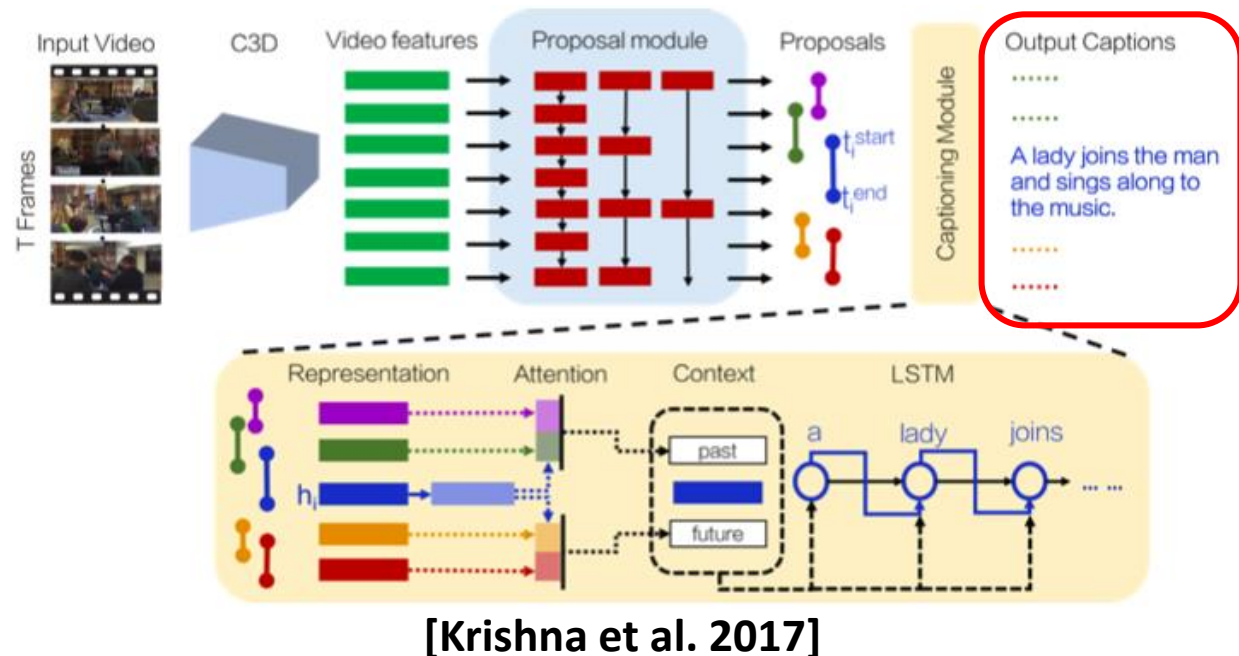 Input Video
C3D
Video features
Proposal module
Proposals
Captioning Module
Output Captions
T Frames
......
......
t_i^start
t_i^end
A lady joins the man
and sings along to
the music.
......
......
Representation
Attention
Context
LSTM
h_i
past
future
a
lady
joins
... ...
[Krishna et al. 2017]